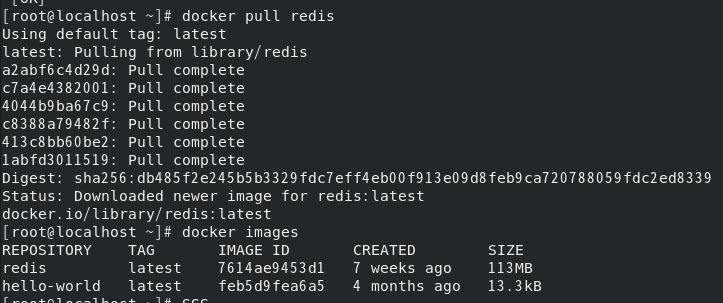 [OK]
[root@localhost ~]# docker pull redis
Using default tag: latest
latest: Pulling from library/redis
a2abf6c4d29d: Pull complete
c7a4e4382001: Pull complete
4044b9ba67c9: Pull complete
c8388a79482f: Pull complete
413c8bb60be2: Pull complete
1abfd3011519: Pull complete
Digest: sha256:db485f2e245b5b3329fdc7eff4eb00f913e09d8feb9ca720788059fdc2ed8339
Status: Downloaded newer image for redis:latest
docker.io/library/redis:latest
[root@localhost ~]# docker images
REPOSITORY TAG IMAGE ID CREATED SIZE
redis latest 7614ae9453d1 7 weeks ago 113MB
hello-world latest feb5d9fea6a5 4 months ago 13.3kB
[root@localhost ~]#